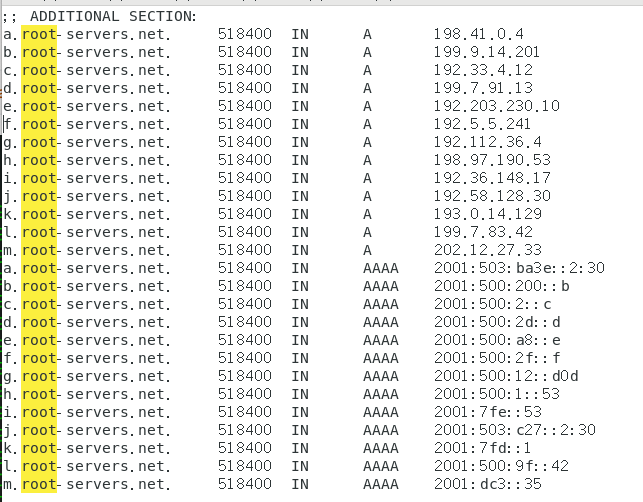 ;; ADDITIONAL SECTION:
a.root-servers.net. 518400 IN A 198.41.0.4
b.root-servers.net. 518400 IN A 199.9.14.201
c.root-servers.net. 518400 IN A 192.33.4.12
d.root-servers.net. 518400 IN A 199.7.91.13
e.root-servers.net. 518400 IN A 192.203.230.10
f.root-servers.net. 518400 IN A 192.5.5.241
g.root-servers.net. 518400 IN A 192.112.36.4
h.root-servers.net. 518400 IN A 198.97.190.53
i.root-servers.net. 518400 IN A 192.36.148.17
j.root-servers.net. 518400 IN A 192.58.128.30
k.root-servers.net. 518400 IN A 193.0.14.129
l.root-servers.net. 518400 IN A 199.7.83.42
m.root-servers.net. 518400 IN A 202.12.27.33
a.root-servers.net. 518400 IN AAAA 2001:503:ba3e::2:30
b.root-servers.net. 518400 IN AAAA 2001:500:200::b
c.root-servers.net. 518400 IN AAAA 2001:500:2::c
d.root-servers.net. 518400 IN AAAA 2001:500:2d::d
e.root-servers.net. 518400 IN AAAA 2001:500:a8::e
f.root-servers.net. 518400 IN AAAA 2001:500:2f::f
g.root-servers.net. 518400 IN AAAA 2001:500:12::d0d
h.root-servers.net. 518400 IN AAAA 2001:500:1::53
i.root-servers.net. 518400 IN AAAA 2001:7fe::53
j.root-servers.net. 518400 IN AAAA 2001:503:c27::2:30
k.root-servers.net. 518400 IN AAAA 2001:7fd::1
l.root-servers.net. 518400 IN AAAA 2001:500:9f::42
m.root-servers.net. 518400 IN AAAA 2001:dc3::35